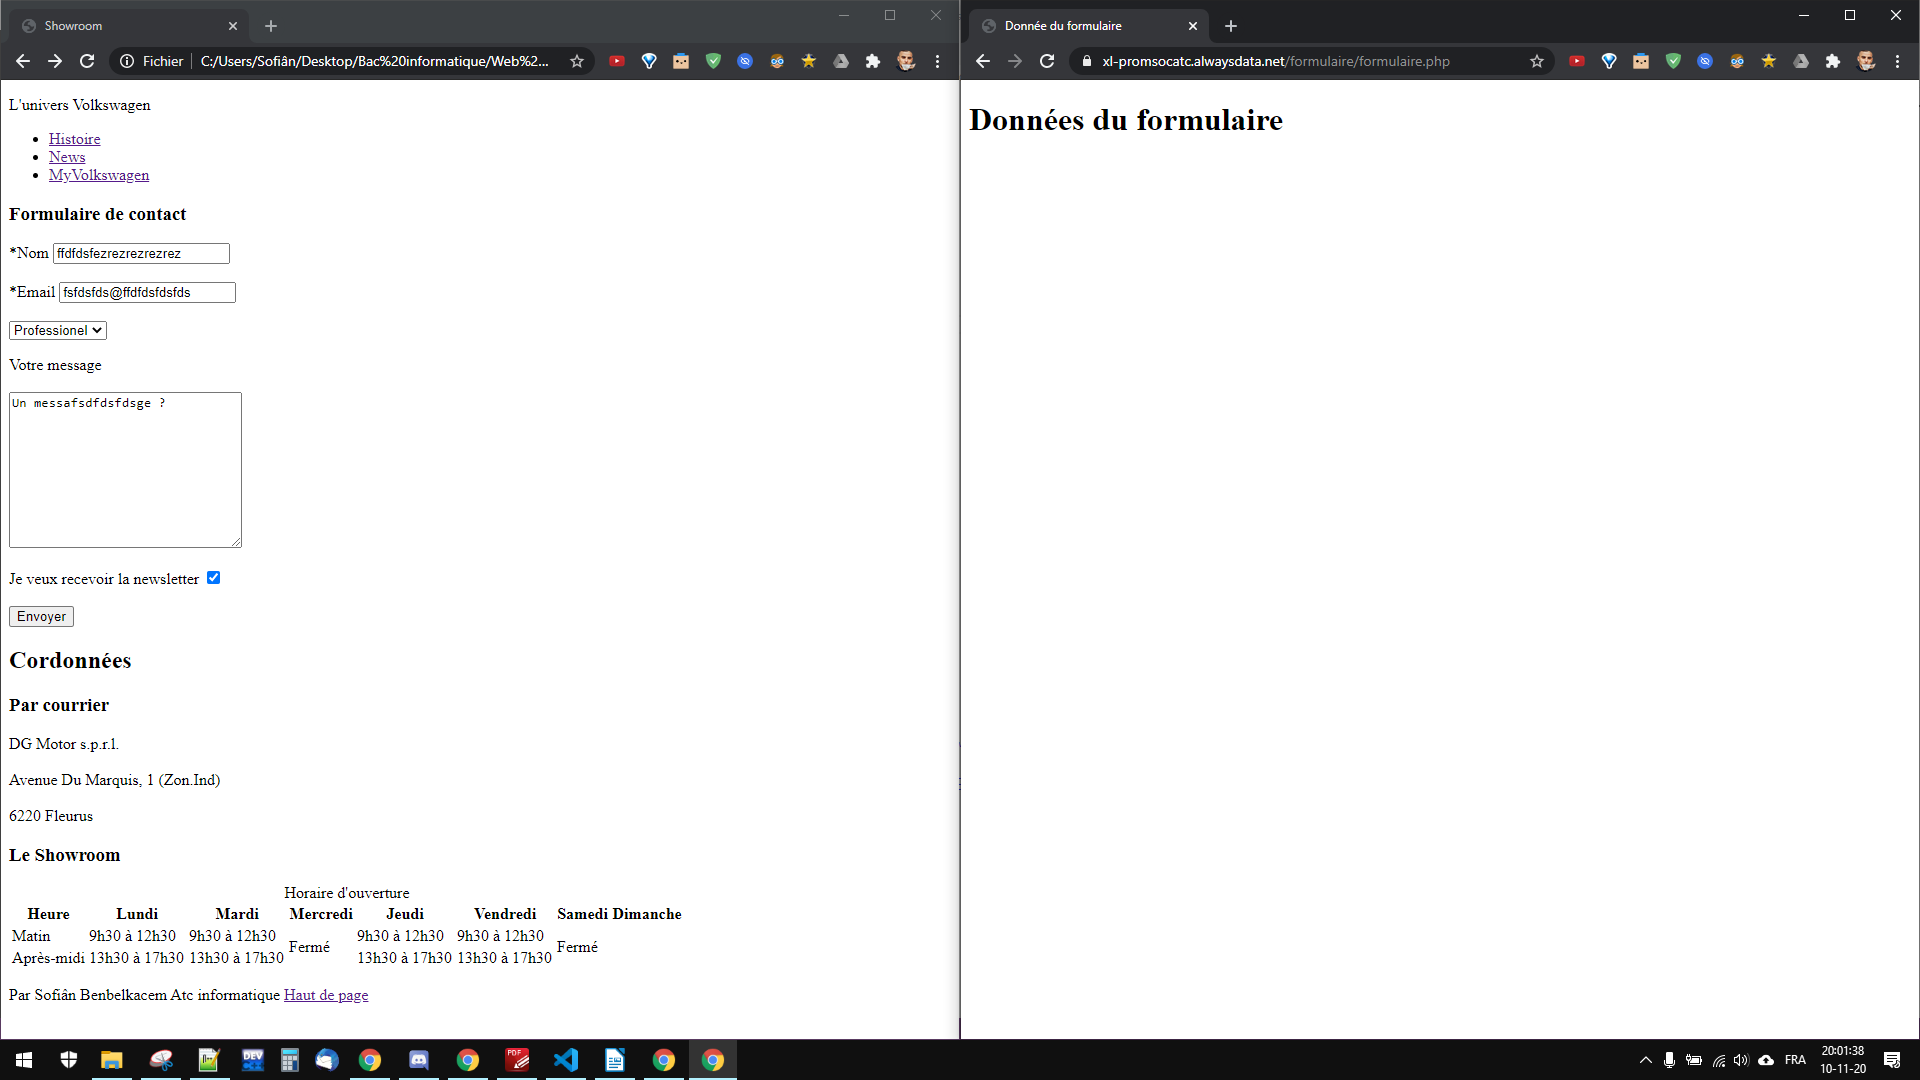 Showroom
Fichier
C:/Users/Sofiân/Desktop/Bac%20informatique/Web%2...
L'univers Volkswagen
Histoire
News
MyVolkswagen
Formulaire de contact
*Nom ffdfdsfezrezrezrezrez
*Email fsfdsfds@ffdfdsfdsfds
Professionel
Votre message
Un messafsdfdsfdsge ?
Je veux recevoir la newsletter
Envoyer
Cordonnées
Par courrier
DG Motor s.p.r.l.
Avenue Du Marquis, 1 (Zon.Ind)
6220 Fleurus
Le Showroom
Horaire d'ouverture
Heure Lundi Mardi Mercredi Jeudi Vendredi Samedi Dimanche
Matin 9h30 à 12h30 9h30 à 12h30 Fermé 9h30 à 12h30 9h30 à 12h30 Fermé
Après-midi 13h30 à 17h30 13h30 à 17h30 13h30 à 17h30 13h30 à 17h30
Par Sofiân Benbelkacem Atc informatique Haut de page
Donnée du formulaire
xl-promsocatc.alwaysdata.net/formulaire/formulaire.php
Données du formulaire
DEV
PDF
FRA
20:01:38
10-11-20